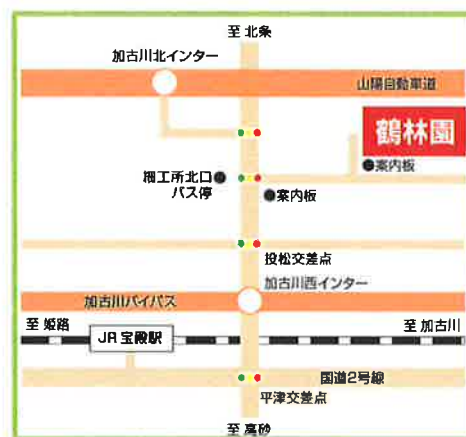 至 北条
加古川北インター
山陽自動車道
鶴林園
●案内板
細工所北口●
バス停
●案内板
投松交差点
加古川西インター
加古川バイパス
至 姫路
至 加古川
JR 宝殿駅
国道2号線
平津交差点
至 高砂